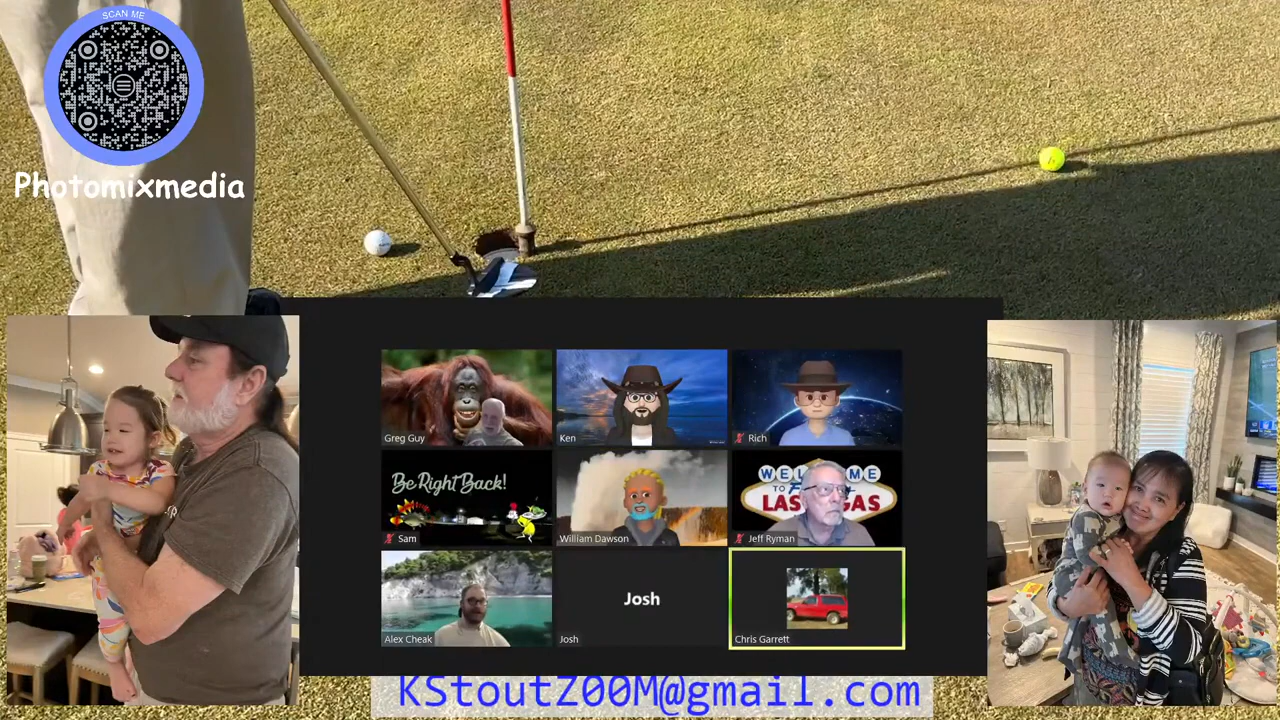 SCAN ME
Photomixmedia
Greg Guy
Ken
Rich
Be Right Back!
Sam
William Dawson
WELCOME
TO
LAS VEGAS
Jeff Ryman
Alex Cheak
Josh
Josh
Chris Garrett
KStoutZ00M@gmail.com